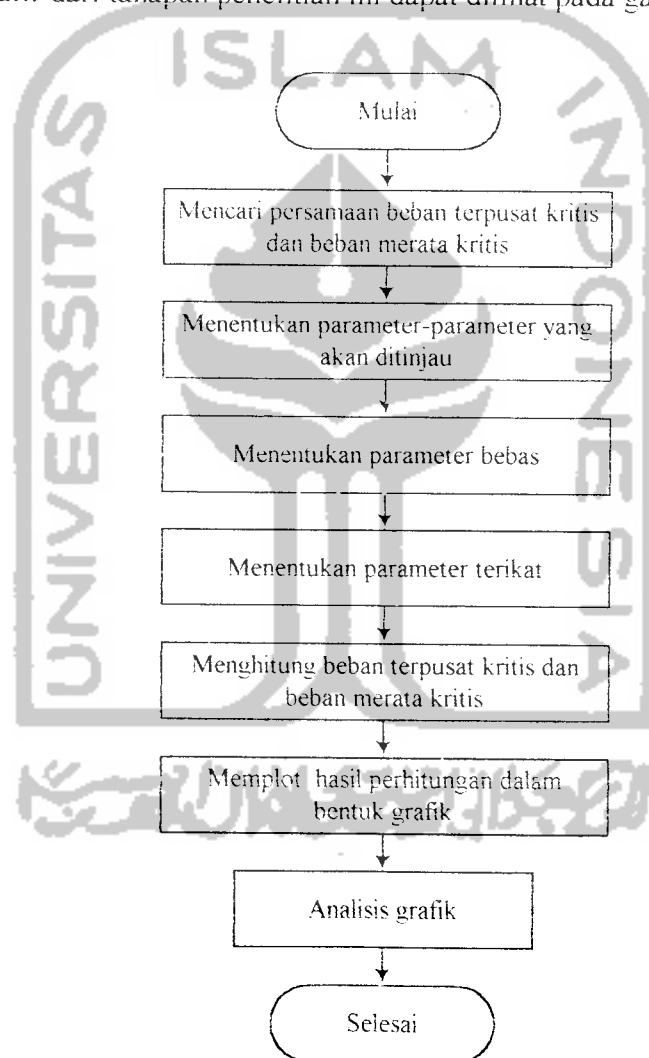 dari tahapan penelitian ini dapat dilihat pada
ISLAM
UNIVERSITAS
INDONESIA
Mulai
Mencari persamaan beban terpusat kritis
dan beban merata kritis
Menentukan parameter-parameter yang
akan ditinjau
Menentukan parameter bebas
Menentukan parameter terikat
Menghitung beban terpusat kritis dan
beban merata kritis
Memplot hasil perhitungan dalam
bentuk grafik
Analisis grafik
Selesai